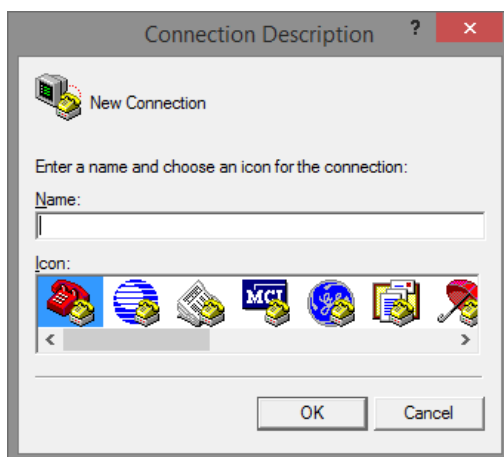 Connection Description
?
New Connection
Enter a name and choose an icon for the connection:
Name:
Icon:
MCI
OK
Cancel